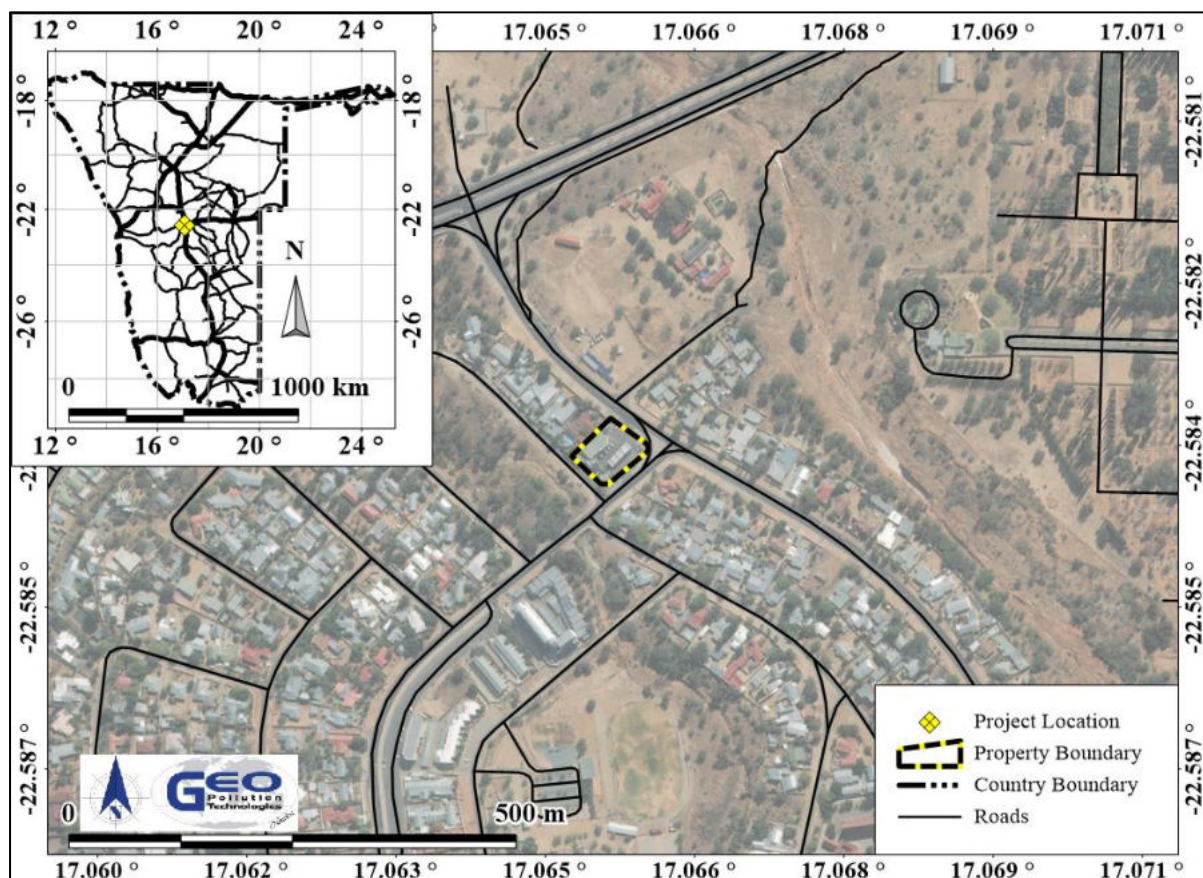 12 ° 16 ° 20 ° 24 °
17.065 ° 17.066 ° 17.068 ° 17.069 ° 17.071 °
-18 °
-22 °
-26 °
N
0 1000 km
12 ° 16 ° 20 ° 24 °
-22.581 °
-22.582 °
-22.584 °
-22.585 °
-22.587 °
-22.585 °
-22.587 °
GEO
Pollution
Technologies
0 500 m
Project Location
Property Boundary
Country Boundary
Roads
17.060 ° 17.062 ° 17.063 ° 17.065 ° 17.066 ° 17.068 ° 17.069 ° 17.071 °